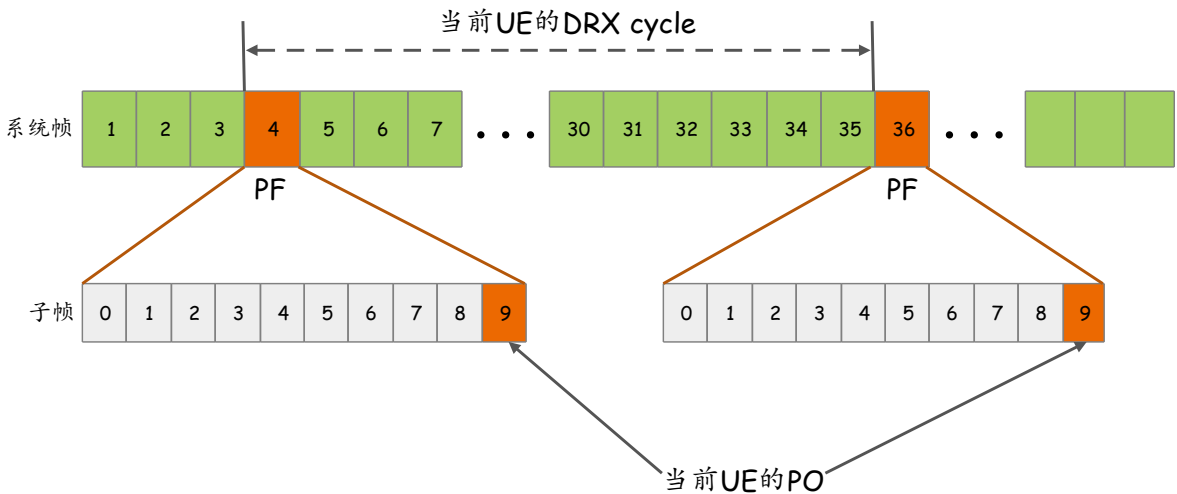 当前UE的DRX cycle
系统帧 1 2 3 4 5 6 7 ... 30 31 32 33 34 35 36 ...
PF PF
子帧 0 1 2 3 4 5 6 7 8 9 0 1 2 3 4 5 6 7 8 9
当前UE的PO